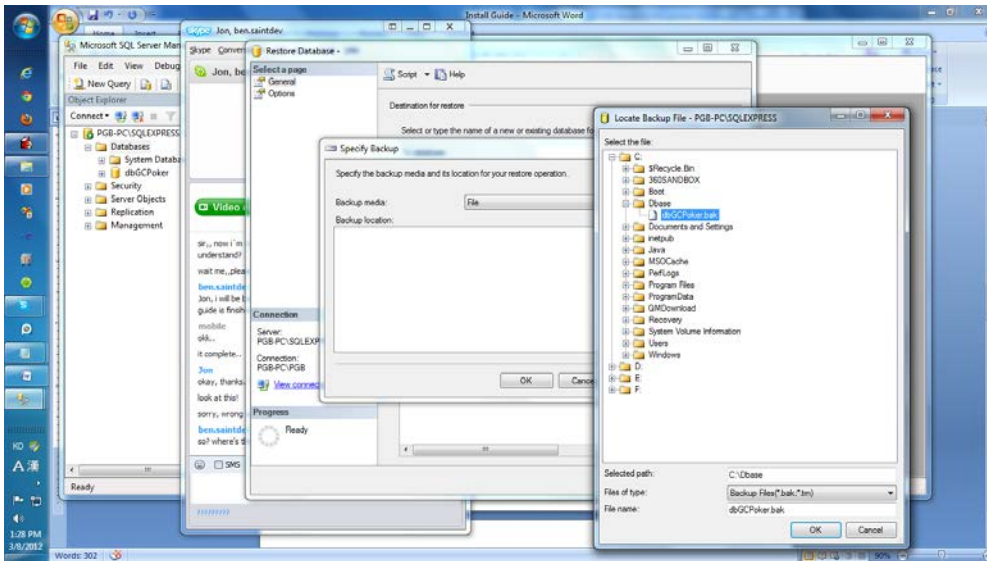 Install Guide - Microsoft Word
Home Insert
Microsoft SQL Server Man
File Edit View Debug
New Query
Object Explorer
Connect
PGB-PC\SQLEXPRESS
Databases
System Databa
dbGCPoker
Security
Server Objects
Replication
Management
Ready
Jon, ben.saintdev
Skype Conver
Jon, be
Video
sir,, now i'm
understand?
wait me,,plea
ben.saintde
Jon, i will be b
guide is finish
mobile
okk..
it complete..
Jon
okay, thanks.
look at this!
sorry, wrong
ben.saintde
so? where's t
SMS
Restore Database -
Select a page
General
Options
Script Help
Destination for restore
Select or type the name of a new or existing database fo
Connection
Server:
PGB-PC\SQLEXP
Connection:
PGB-PC\PGB
View connec
Progress
Ready
Specify Backup
Specify the backup media and its location for your restore operation.
Backup media: File
Backup location:
OK Cance
Locate Backup File - PGB-PC\SQLEXPRESS
Select the file:
C:
$Recycle.Bin
360SANDBOX
Boot
Dbase
dbGCPoker.bak
Documents and Settings
inetpub
Java
MSOCache
PerfLogs
Program Files
ProgramData
QMDownload
Recovery
System Volume Information
Users
Windows
D:
E:
F:
Selected path: C:\Dbase
Files of type: Backup Files(*.bak;*.trn)
File name: dbGCPoker.bak
OK Cancel
KO
A 漢
1:28 PM
3/8/2012
Words: 302
90%